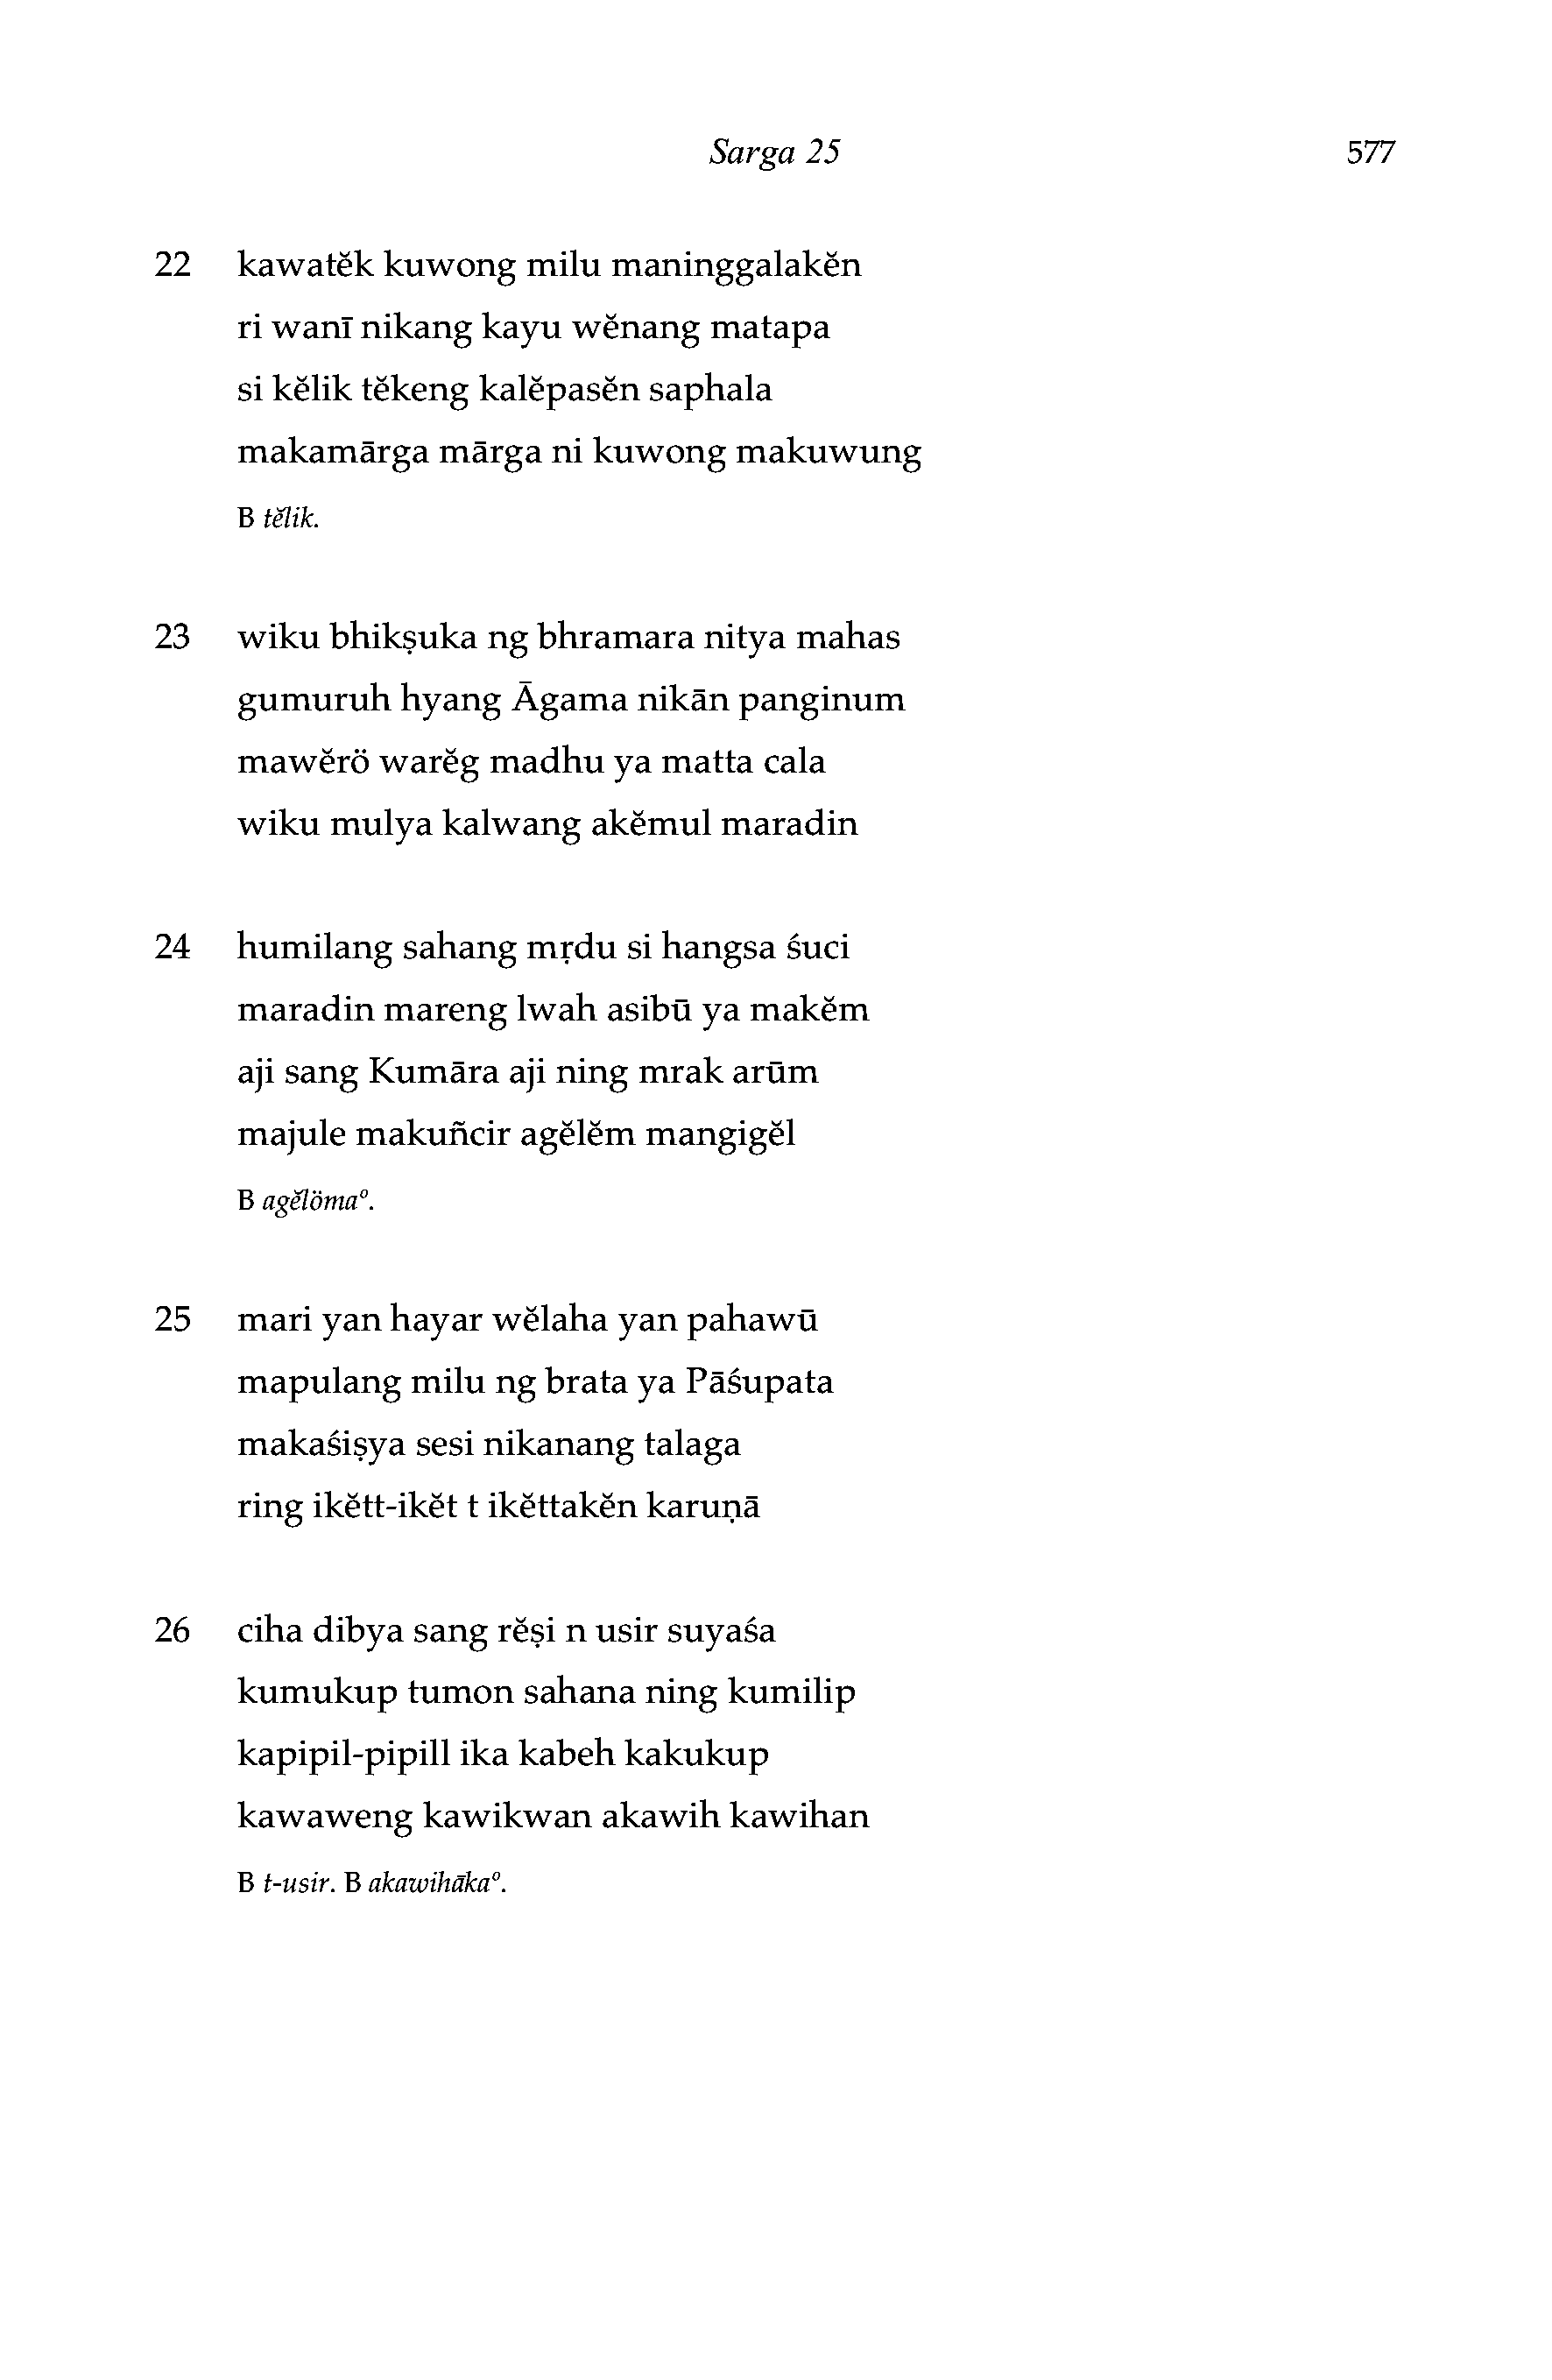 Sarga 25 577
22 kawatĕk kuwong milu maninggalakĕn
ri wanī nikang kayu wĕnang matapa
si kĕlik tĕkeng kalĕpasĕn saphala
makamārga mārga ni kuwong makuwung
B tĕlik.
23 wiku bhikṣuka ng bhramara nitya mahas
gumuruh hyang Āgama nikān panginum
mawĕrö warĕg madhu ya matta cala
wiku mulya kalwang akĕmul maradin
24 humilang sahang mṛdu si hangsa śuci
maradin mareng lwah asibū ya makĕm
aji sang Kumāra aji ning mrak arūm
majule makuñcir agĕlĕm mangigĕl
B agĕlöma°.
25 mari yan hayar wĕlaha yan pahawū
mapulang milu ng brata ya Pāśupata
makaśiṣya sesi nikanang talaga
ring ikĕtt-ikĕt t ikĕttakĕn karuṇā
26 ciha dibya sang rĕṣi n usir suyaśa
kumukup tumon sahana ning kumilip
kapipil-pipill ika kabeh kakukup
kawaweng kawikwan akawih kawihan
B t-usir. B akawihāka°.